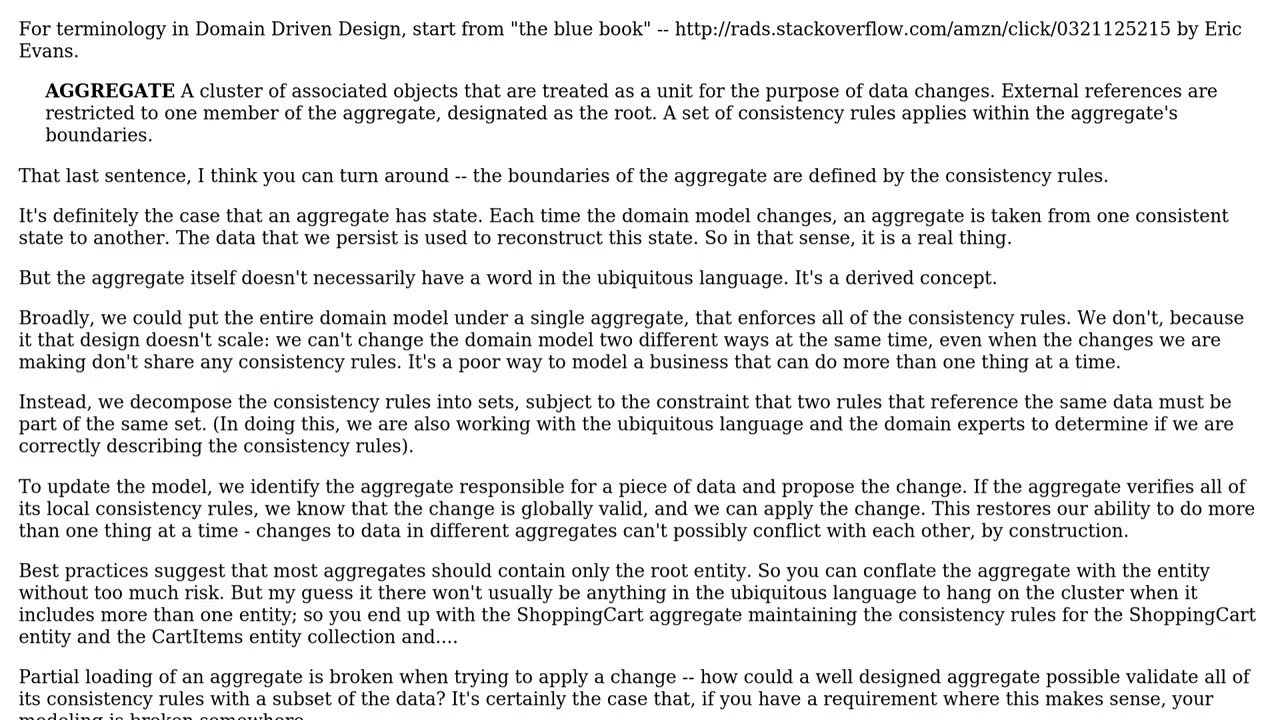 For terminology in Domain Driven Design, start from "the blue book" -- http://rads.stackoverflow.com/amzn/click/0321125215 by Eric
Evans.
AGGREGATE A cluster of associated objects that are treated as a unit for the purpose of data changes. External references are
restricted to one member of the aggregate, designated as the root. A set of consistency rules applies within the aggregate's
boundaries.
That last sentence, I think you can turn around -- the boundaries of the aggregate are defined by the consistency rules.
It's definitely the case that an aggregate has state. Each time the domain model changes, an aggregate is taken from one consistent
state to another. The data that we persist is used to reconstruct this state. So in that sense, it is a real thing.
But the aggregate itself doesn't necessarily have a word in the ubiquitous language. It's a derived concept.
Broadly, we could put the entire domain model under a single aggregate, that enforces all of the consistency rules. We don't, because
it that design doesn't scale: we can't change the domain model two different ways at the same time, even when the changes we are
making don't share any consistency rules. It's a poor way to model a business that can do more than one thing at a time.
Instead, we decompose the consistency rules into sets, subject to the constraint that two rules that reference the same data must be
part of the same set. (In doing this, we are also working with the ubiquitous language and the domain experts to determine if we are
correctly describing the consistency rules).
To update the model, we identify the aggregate responsible for a piece of data and propose the change. If the aggregate verifies all of
its local consistency rules, we know that the change is globally valid, and we can apply the change. This restores our ability to do more
than one thing at a time - changes to data in different aggregates can't possibly conflict with each other, by construction.
Best practices suggest that most aggregates should contain only the root entity. So you can conflate the aggregate with the entity
without too much risk. But my guess it there won't usually be anything in the ubiquitous language to hang on the cluster when it
includes more than one entity; so you end up with the ShoppingCart aggregate maintaining the consistency rules for the ShoppingCart
entity and the CartItems entity collection and....
Partial loading of an aggregate is broken when trying to apply a change -- how could a well designed aggregate possible validate all of
its consistency rules with a subset of the data? It's certainly the case that, if you have a requirement where this makes sense, your
modeling is broken somewhere